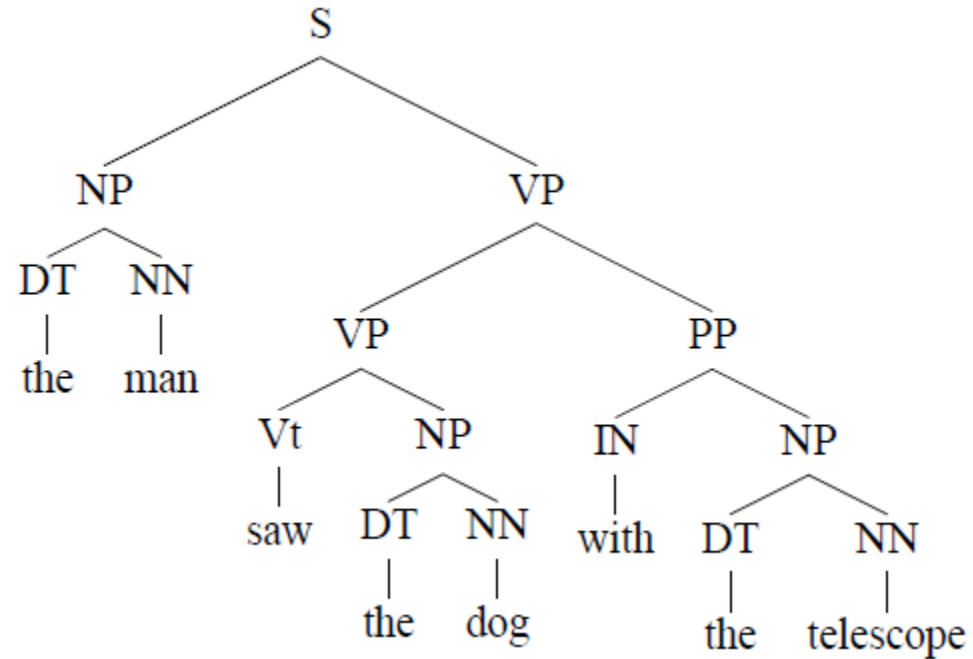 S
NP VP
DT NN
VP PP
the man
Vt NP IN NP
saw DT NN with DT NN
the dog the telescope